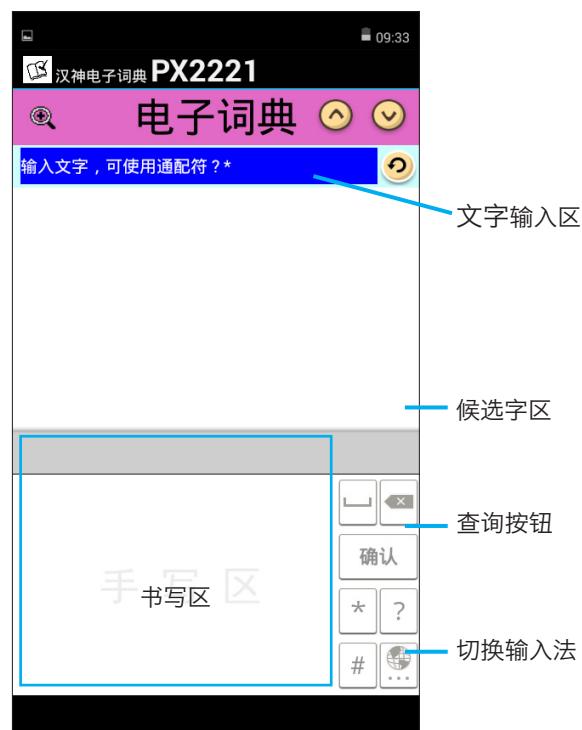 09:33
汉神电子词典 PX2221
电子词典
输入文字，可使用通配符？*
文字输入区
候选字区
查询按钮
确认
手写区
书写区
* ?
切换输入法
#